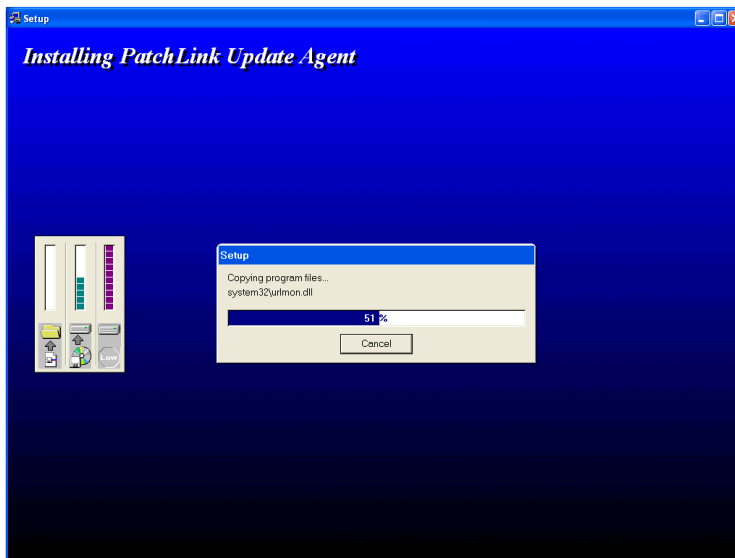 Setup
Installing PatchLink Update Agent
Setup
Copying program files...
system32\urlmon.dll
51 %
Cancel
Low